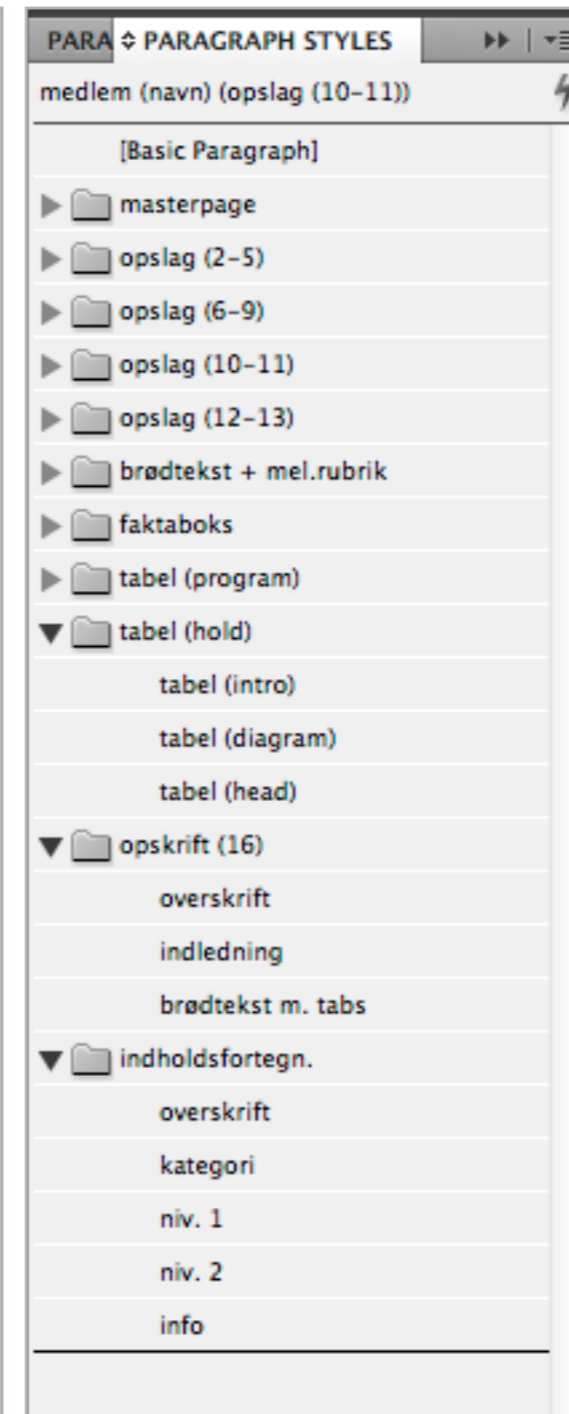 PARA PARAGRAPH STYLES
medlem (navn) (opslag (10–11))
[Basic Paragraph]
masterpage
opslag (2–5)
opslag (6–9)
opslag (10–11)
opslag (12–13)
brødtekst + mel.rubrik
faktaboks
tabel (program)
tabel (hold)
tabel (intro)
tabel (diagram)
tabel (head)
opskrift (16)
overskrift
indledning
brødtekst m. tabs
indholdsfortegn.
overskrift
kategori
niv. 1
niv. 2
info